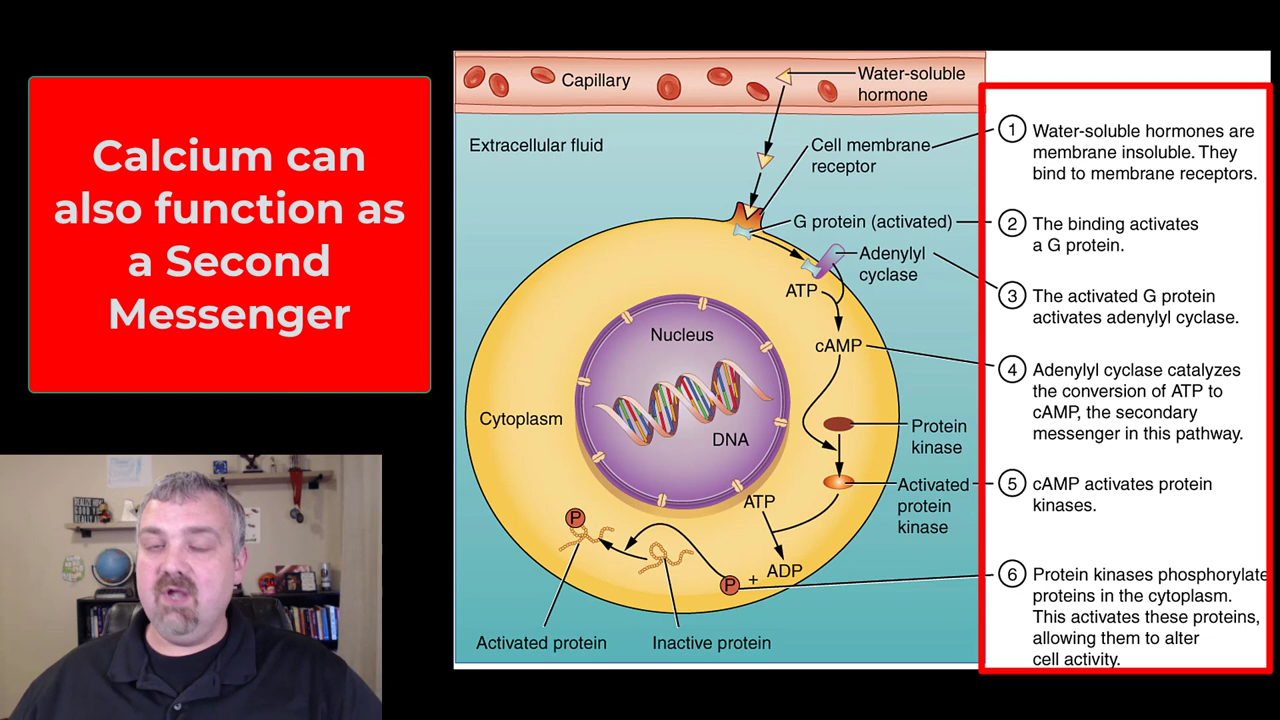 Calcium can
also function as
a Second
Messenger
Capillary
Water-soluble
hormone
Extracellular fluid
Cell membrane
receptor
G protein (activated)
Adenylyl
cyclase
ATP
cAMP
Nucleus
DNA
Cytoplasm
Protein
kinase
Activated
protein
kinase
ATP
ADP
P
+
P
Activated protein
Inactive protein
1 Water-soluble hormones are
membrane insoluble. They
bind to membrane receptors.
2 The binding activates
a G protein.
3 The activated G protein
activates adenylyl cyclase.
4 Adenylyl cyclase catalyzes
the conversion of ATP to
cAMP, the secondary
messenger in this pathway.
5 cAMP activates protein
kinases.
6 Protein kinases phosphorylate
proteins in the cytoplasm.
This activates these proteins,
allowing them to alter
cell activity.